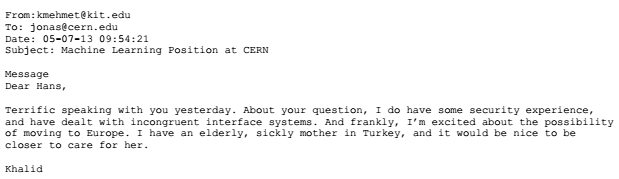 From:kmehmet@kit.edu
To: jonas@cern.edu
Date: 05-07-13 09:54:21
Subject: Machine Learning Position at CERN
Message
Dear Hans,
Terrific speaking with you yesterday. About your question, I do have some security experience,
and have dealt with incongruent interface systems. And frankly, I'm excited about the possibility
of moving to Europe. I have an elderly, sickly mother in Turkey, and it would be nice to be
closer to care for her.
Khalid